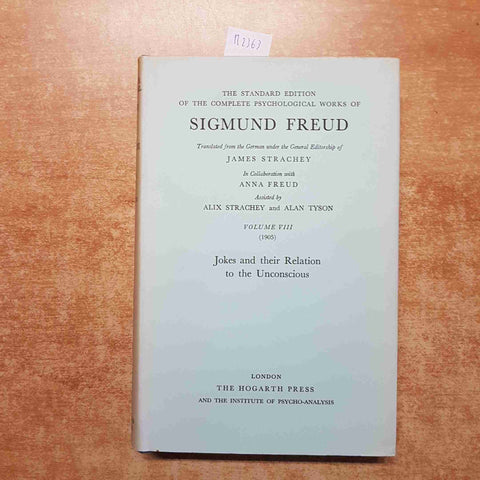 THE STANDARD EDITION
OF THE COMPLETE PSYCHOLOGICAL WORKS OF
SIGMUND FREUD
Translated from the German under the General Editorship of
JAMES STRACHEY
In Collaboration with
ANNA FREUD
Assisted by
ALIX STRACHEY and ALAN TYSON
VOLUME VIII
(1905)
Jokes and their Relation
to the Unconscious
LONDON
THE HOGARTH PRESS
AND THE INSTITUTE OF PSYCHO-ANALYSIS